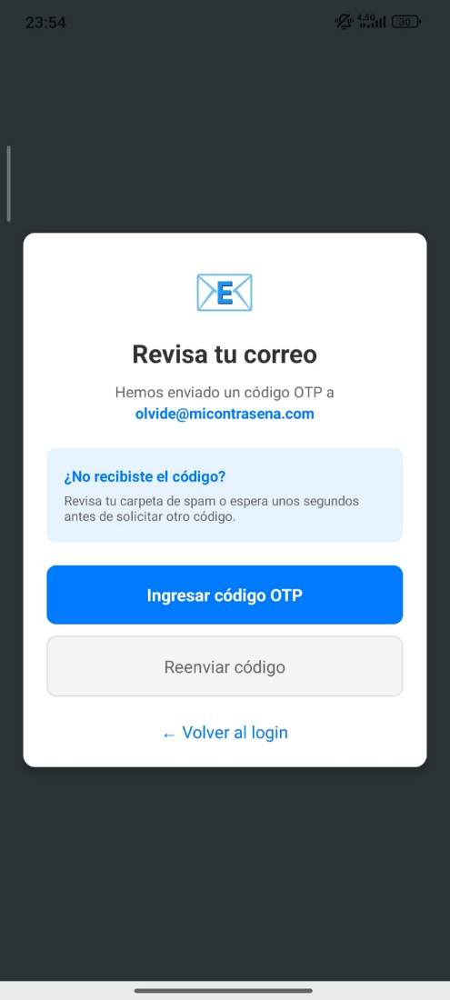 23:54
4.5G
30
E
Revisa tu correo
Hemos enviado un código OTP a
olvide@micontrasena.com
¿No recibiste el código?
Revisa tu carpeta de spam o espera unos segundos
antes de solicitar otro código.
Ingresar código OTP
Reenviar código
← Volver al login